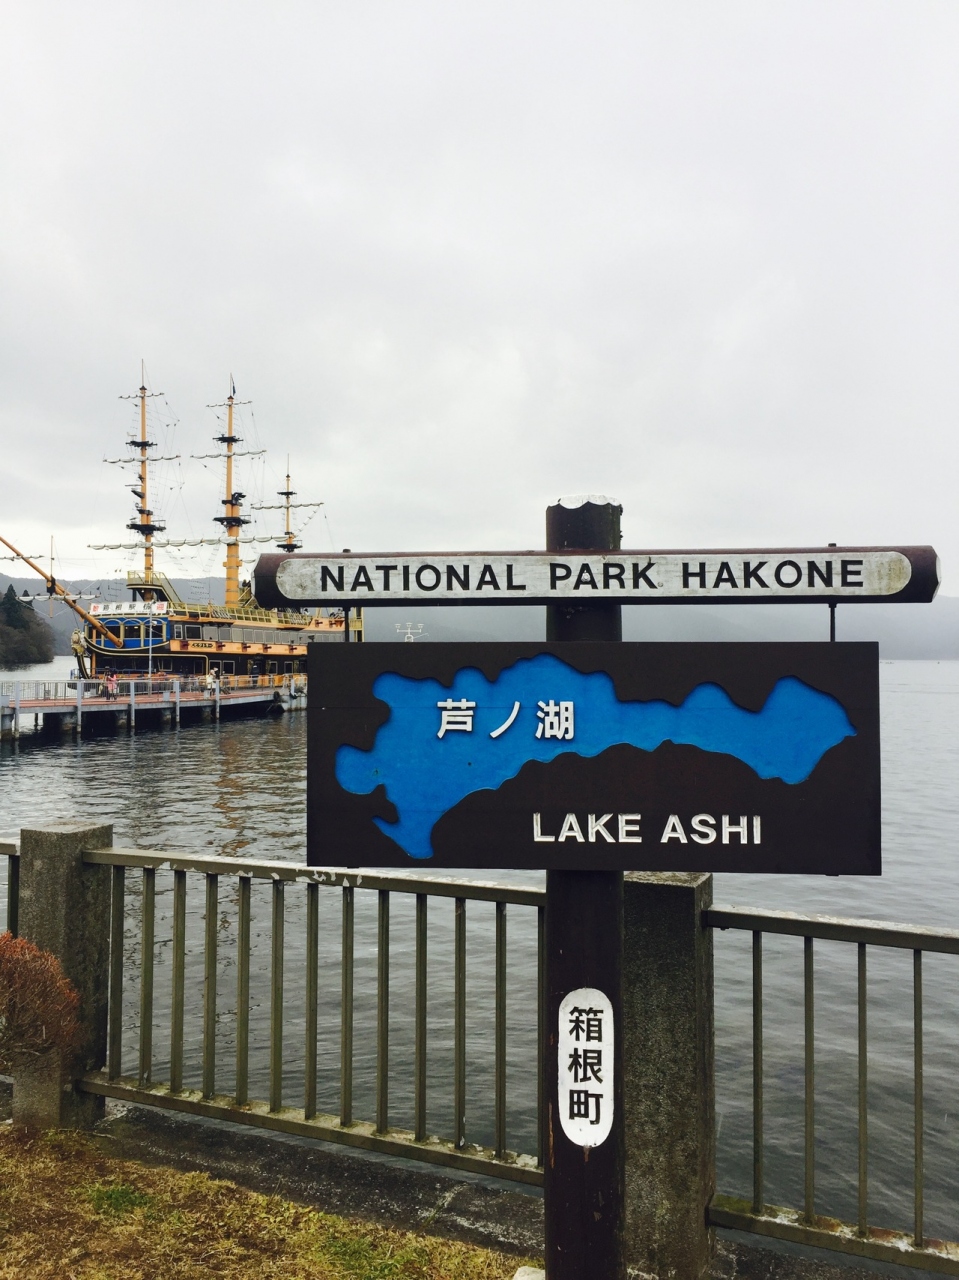 NATIONAL PARK HAKONE
芦ノ湖
LAKE ASHI
箱根町